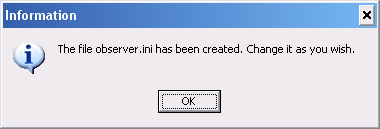 Information
The file observer.ini has been created. Change it as you wish.
OK